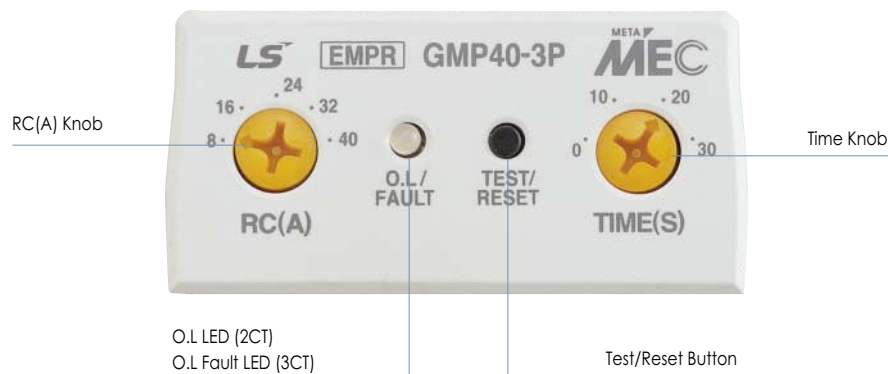 LS EMPR GMP40-3P META MEC
24
16 32
8 40
10 20
0 30
RC(A) Knob
Time Knob
O.L/
FAULT
TEST/
RESET
RC(A)
TIME(S)
O.L LED (2CT)
O.L Fault LED (3CT)
Test/Reset Button